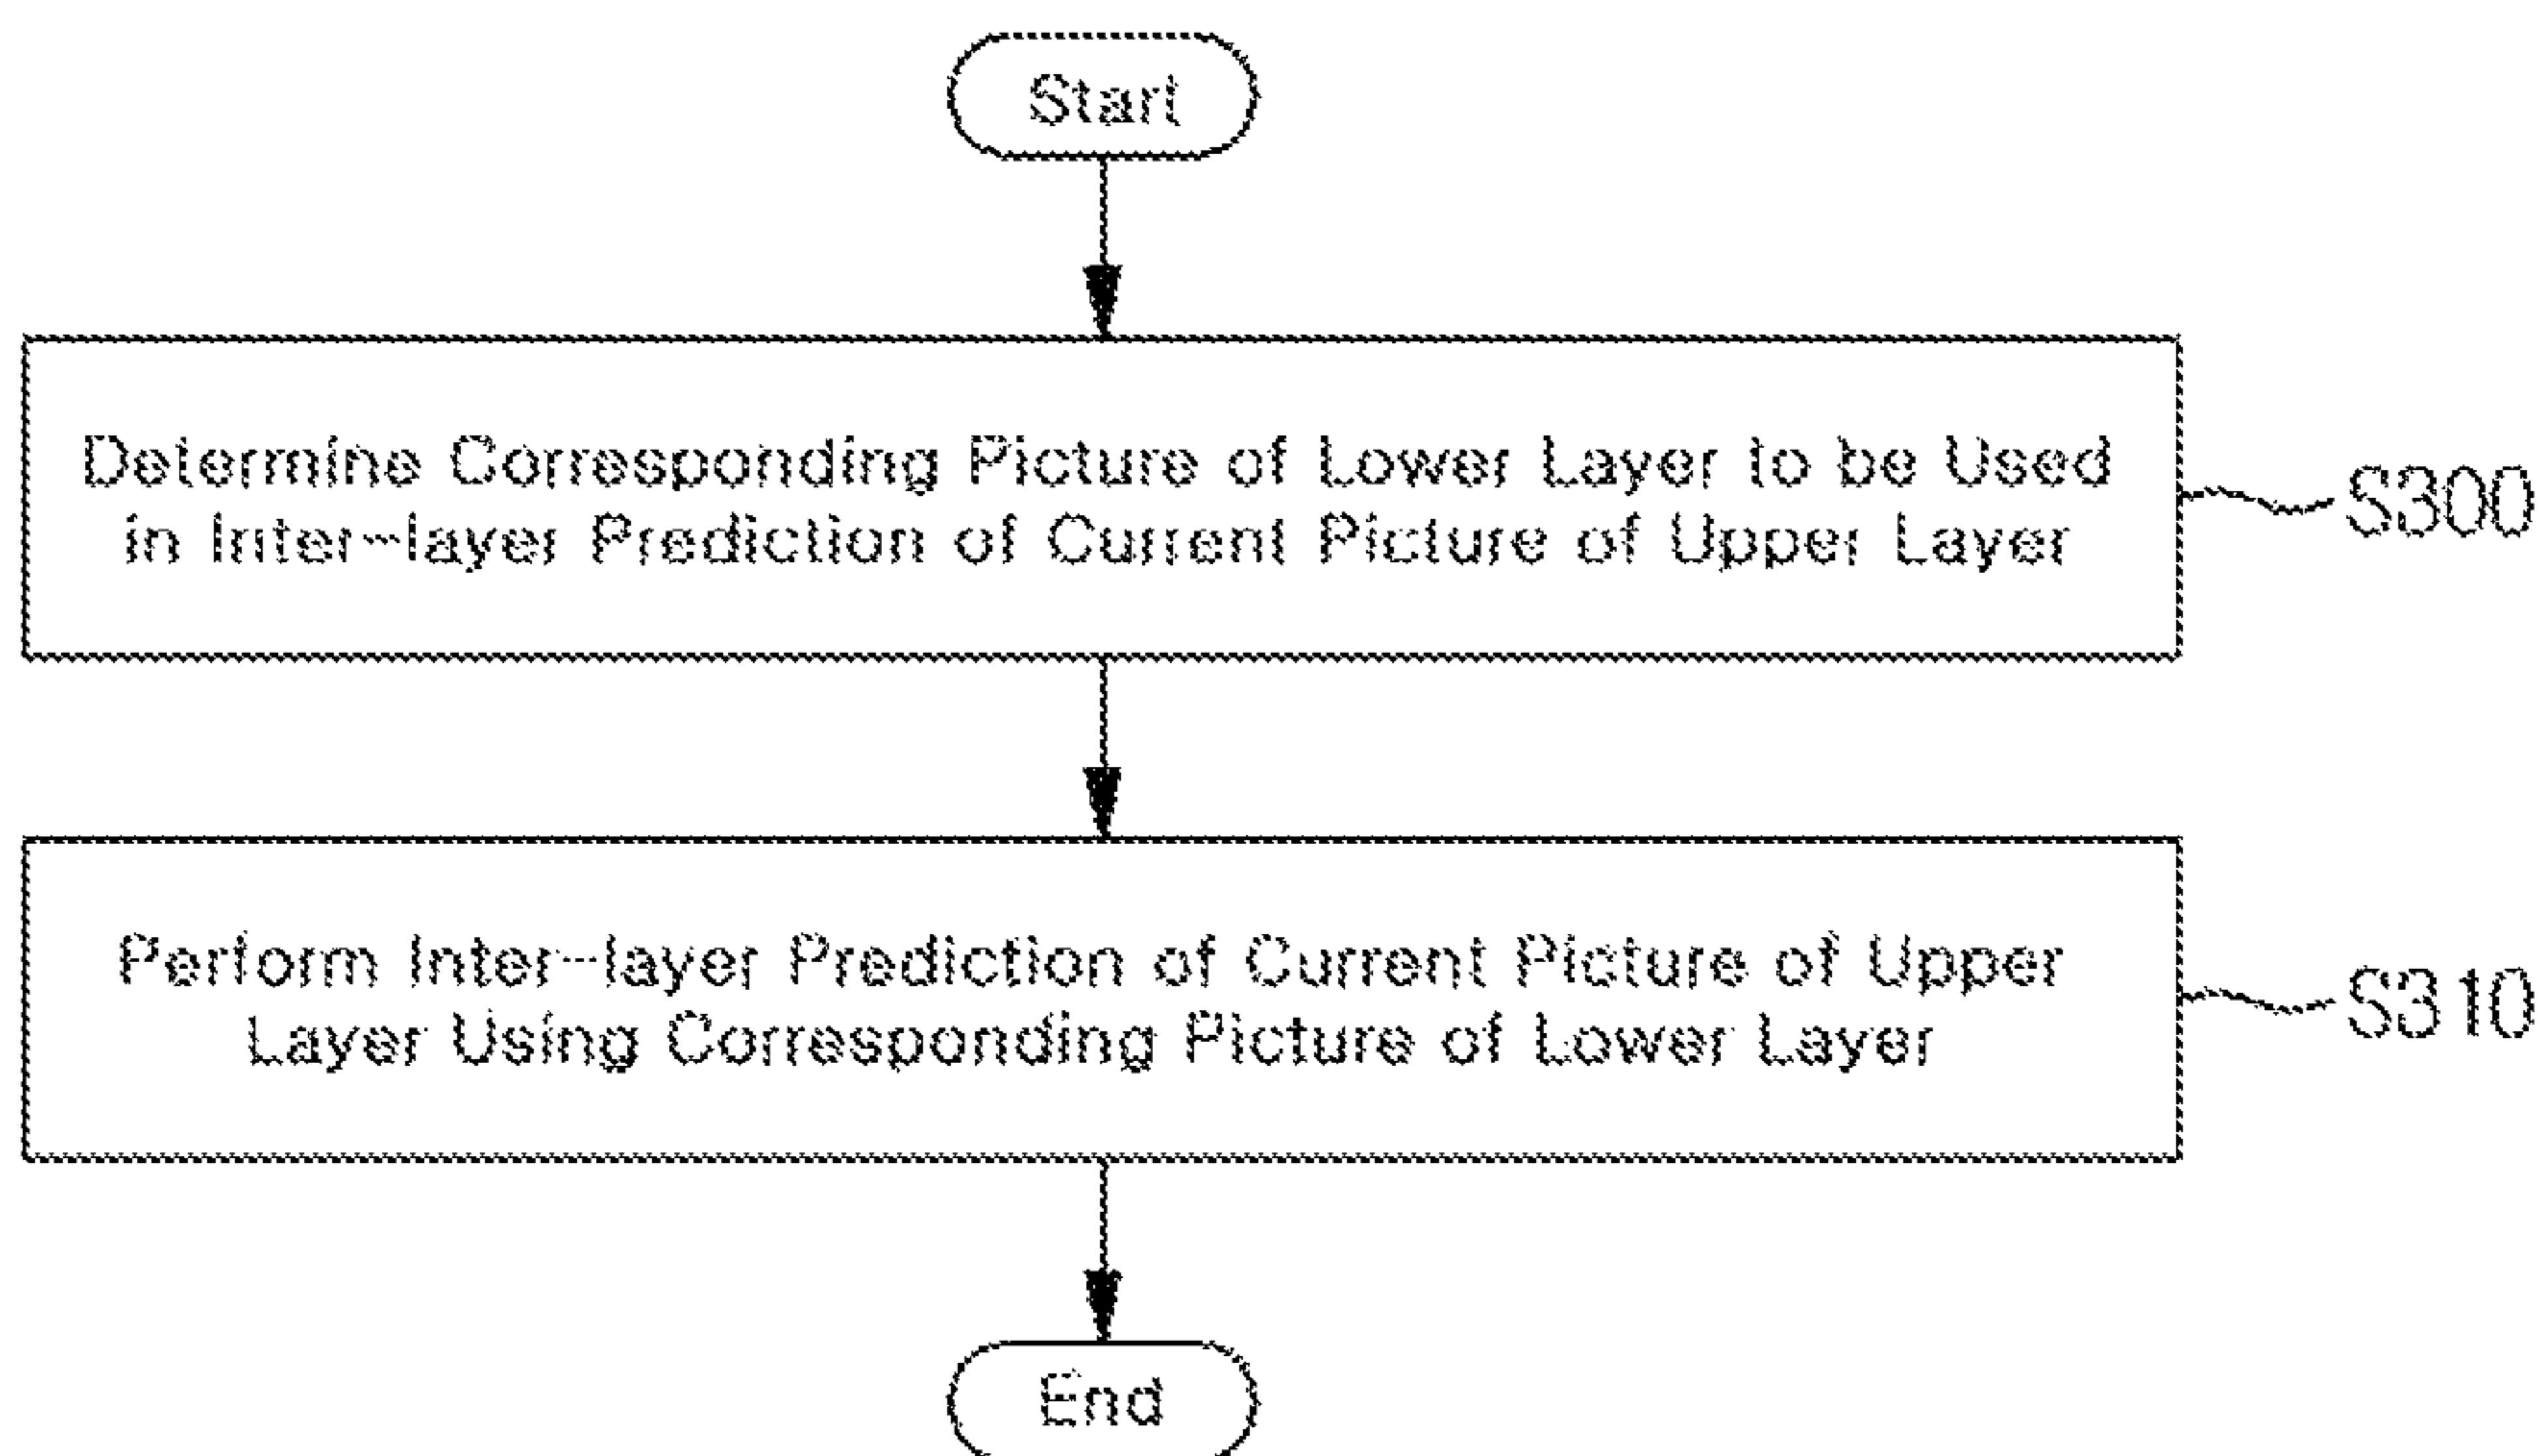 Start
Determine Corresponding Picture of Lower Layer to be Used
in Inter-layer Prediction of Current Picture of Upper Layer
S300
Perform Inter-layer Prediction of Current Picture of Upper
Layer Using Corresponding Picture of Lower Layer
S310
End